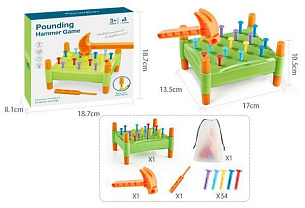 Pounding
Hammer Game
3+
18.7cm
8.1cm
18.7cm
10.5cm
13.5cm
17cm
X1
X1
X1
X1
X34